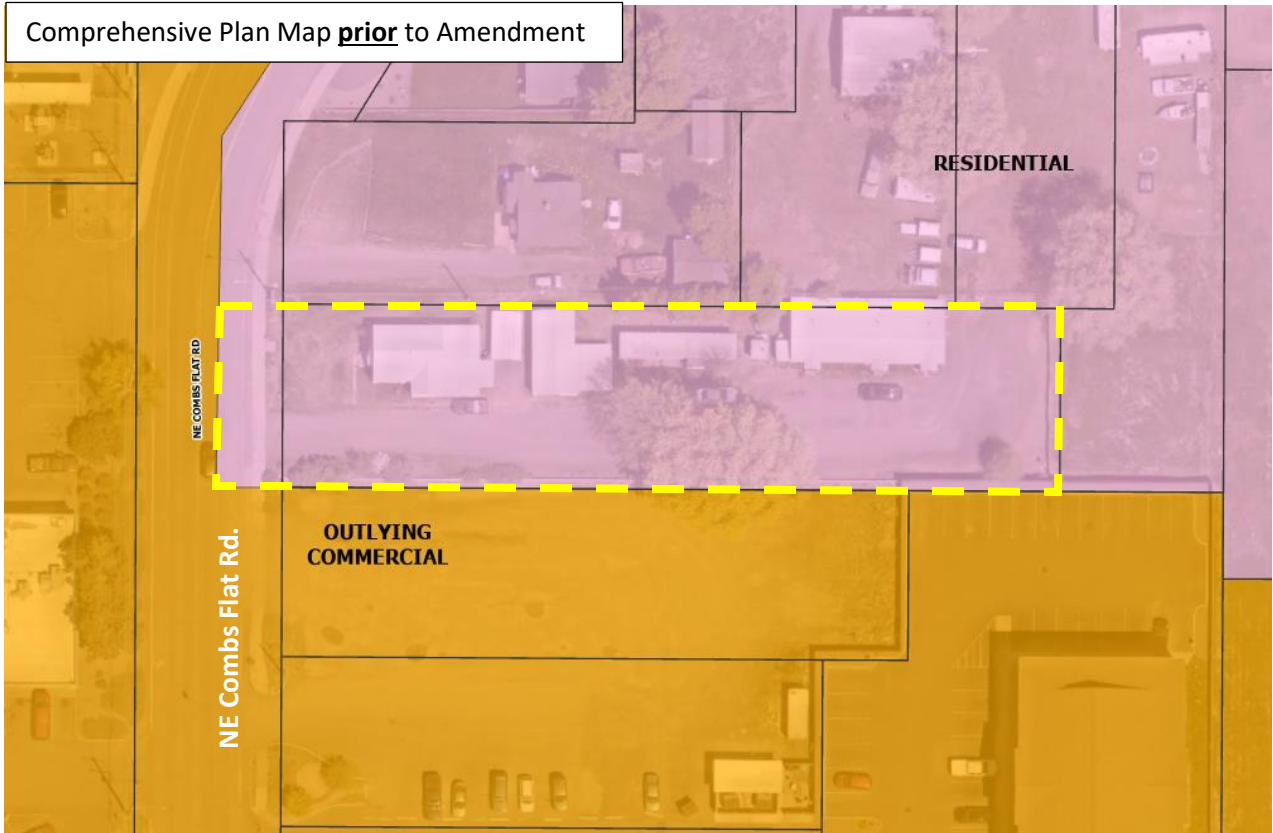 Comprehensive Plan Map prior to Amendment
RESIDENTIAL
NE COMBS FLAT RD
OUTLYING
COMMERCIAL
NE Combs Flat Rd.